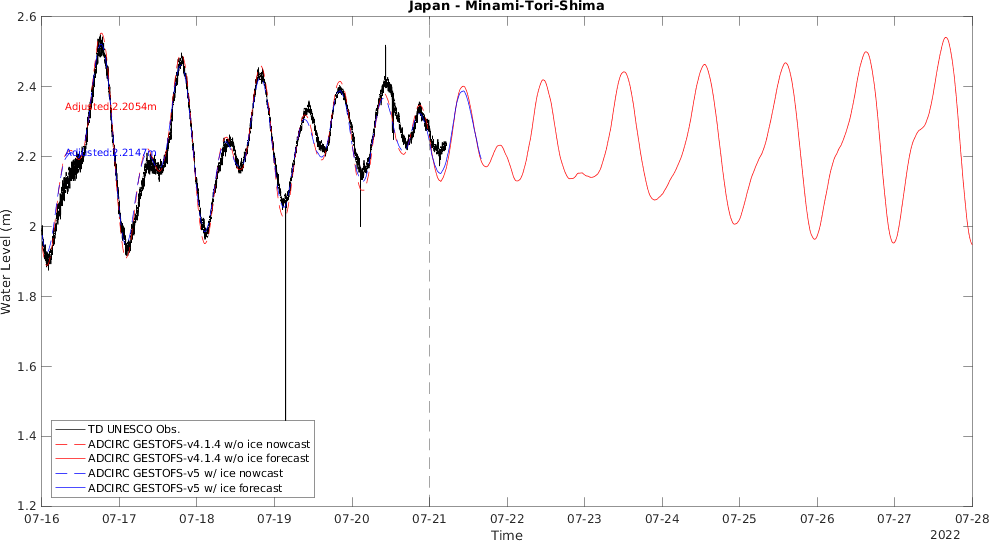 Japan - Minami-Tori-Shima
2.6
2.4
2.2
2
1.8
1.6
1.4
1.2
Water Level (m)
Adjusted:2.2054m
Adjusted:2.2147m
TD UNESCO Obs.
ADCIRC GESTOFS-v4.1.4 w/o ice nowcast
ADCIRC GESTOFS-v4.1.4 w/o ice forecast
ADCIRC GESTOFS-v5 w/ ice nowcast
ADCIRC GESTOFS-v5 w/ ice forecast
07-16 07-17 07-18 07-19 07-20 07-21 07-22 07-23 07-24 07-25 07-26 07-27 07-28
Time
2022